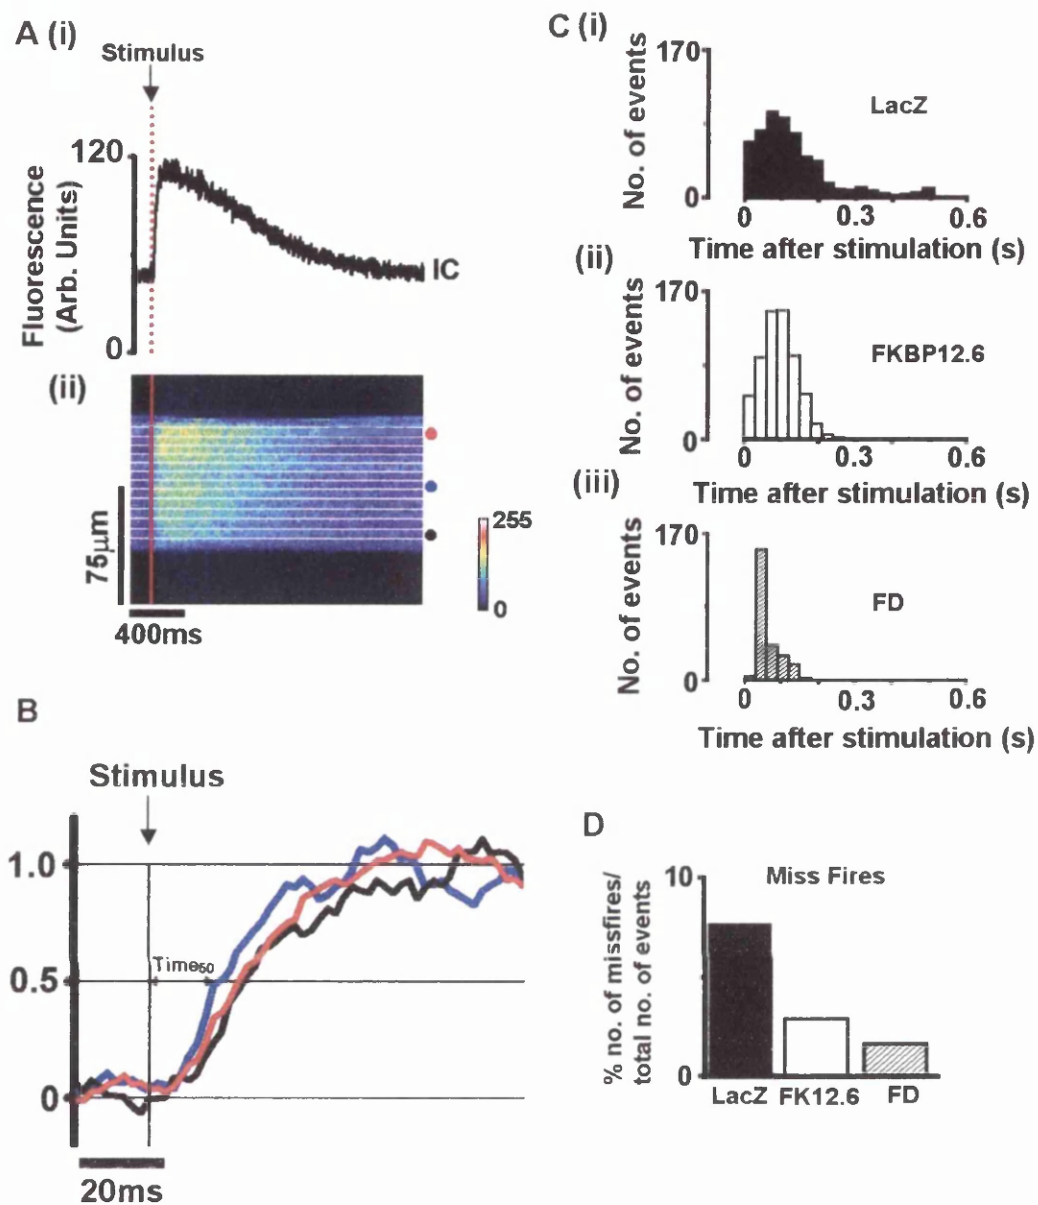 A (i)
Stimulus
120
Fluorescence
(Arb. Units)
0
IC
(ii)
75μm
400ms
255
0
B
Stimulus
1.0
Time50
0.5
0
20ms
C (i)
170
No. of events
LacZ
0
0 0.3 0.6
Time after stimulation (s)
(ii)
170
No. of events
FKBP12.6
0
0 0.3 0.6
Time after stimulation (s)
(iii)
170
No. of events
FD
0
0 0.3 0.6
Time after stimulation (s)
D
10
Miss Fires
% no. of missfires/
total no. of events
0
LacZ FK12.6 FD